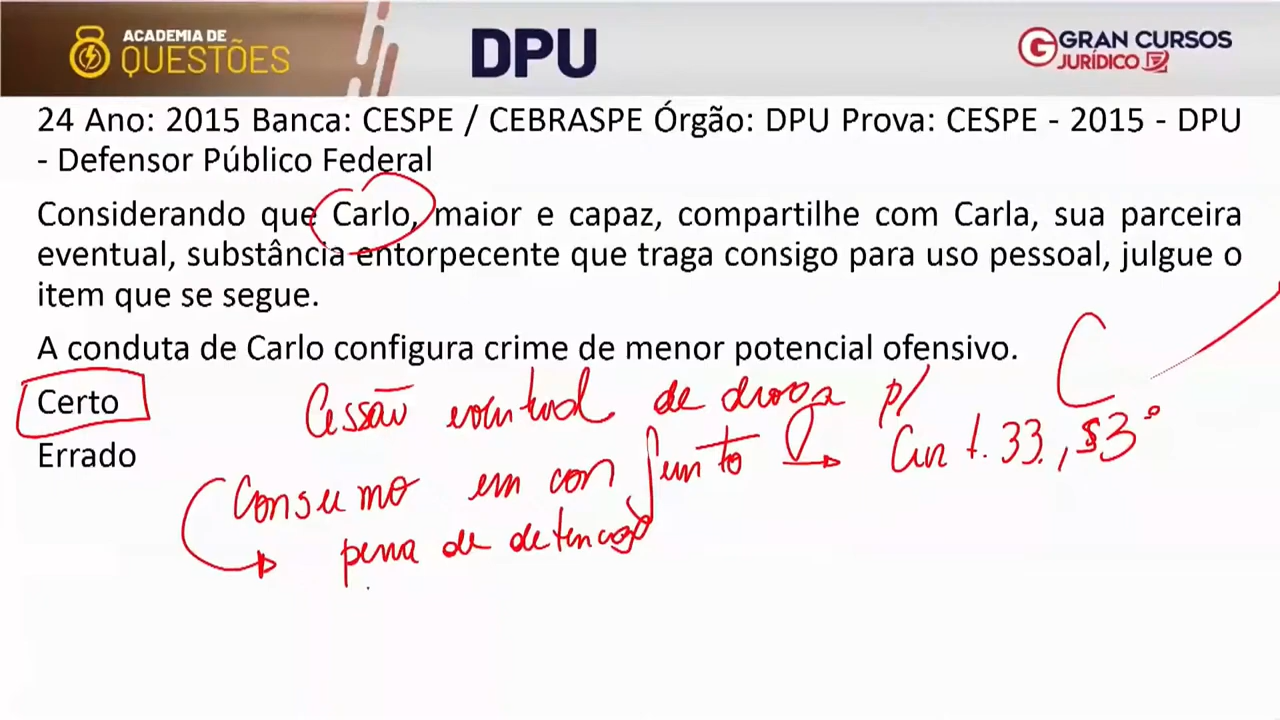 ACADEMIA DE
QUESTÕES
DPU
GRAN CURSOS
JURÍDICO
24 Ano: 2015 Banca: CESPE / CEBRASPE Órgão: DPU Prova: CESPE - 2015 - DPU
- Defensor Público Federal
Considerando que Carlo, maior e capaz, compartilhe com Carla, sua parceira
eventual, substância entorpecente que traga consigo para uso pessoal, julgue o
item que se segue.
A conduta de Carlo configura crime de menor potencial ofensivo.
C
Certo
Cessão eventual de droga p/
Errado
Consumo em conjunto → Art. 33, §3º
pena de detenção